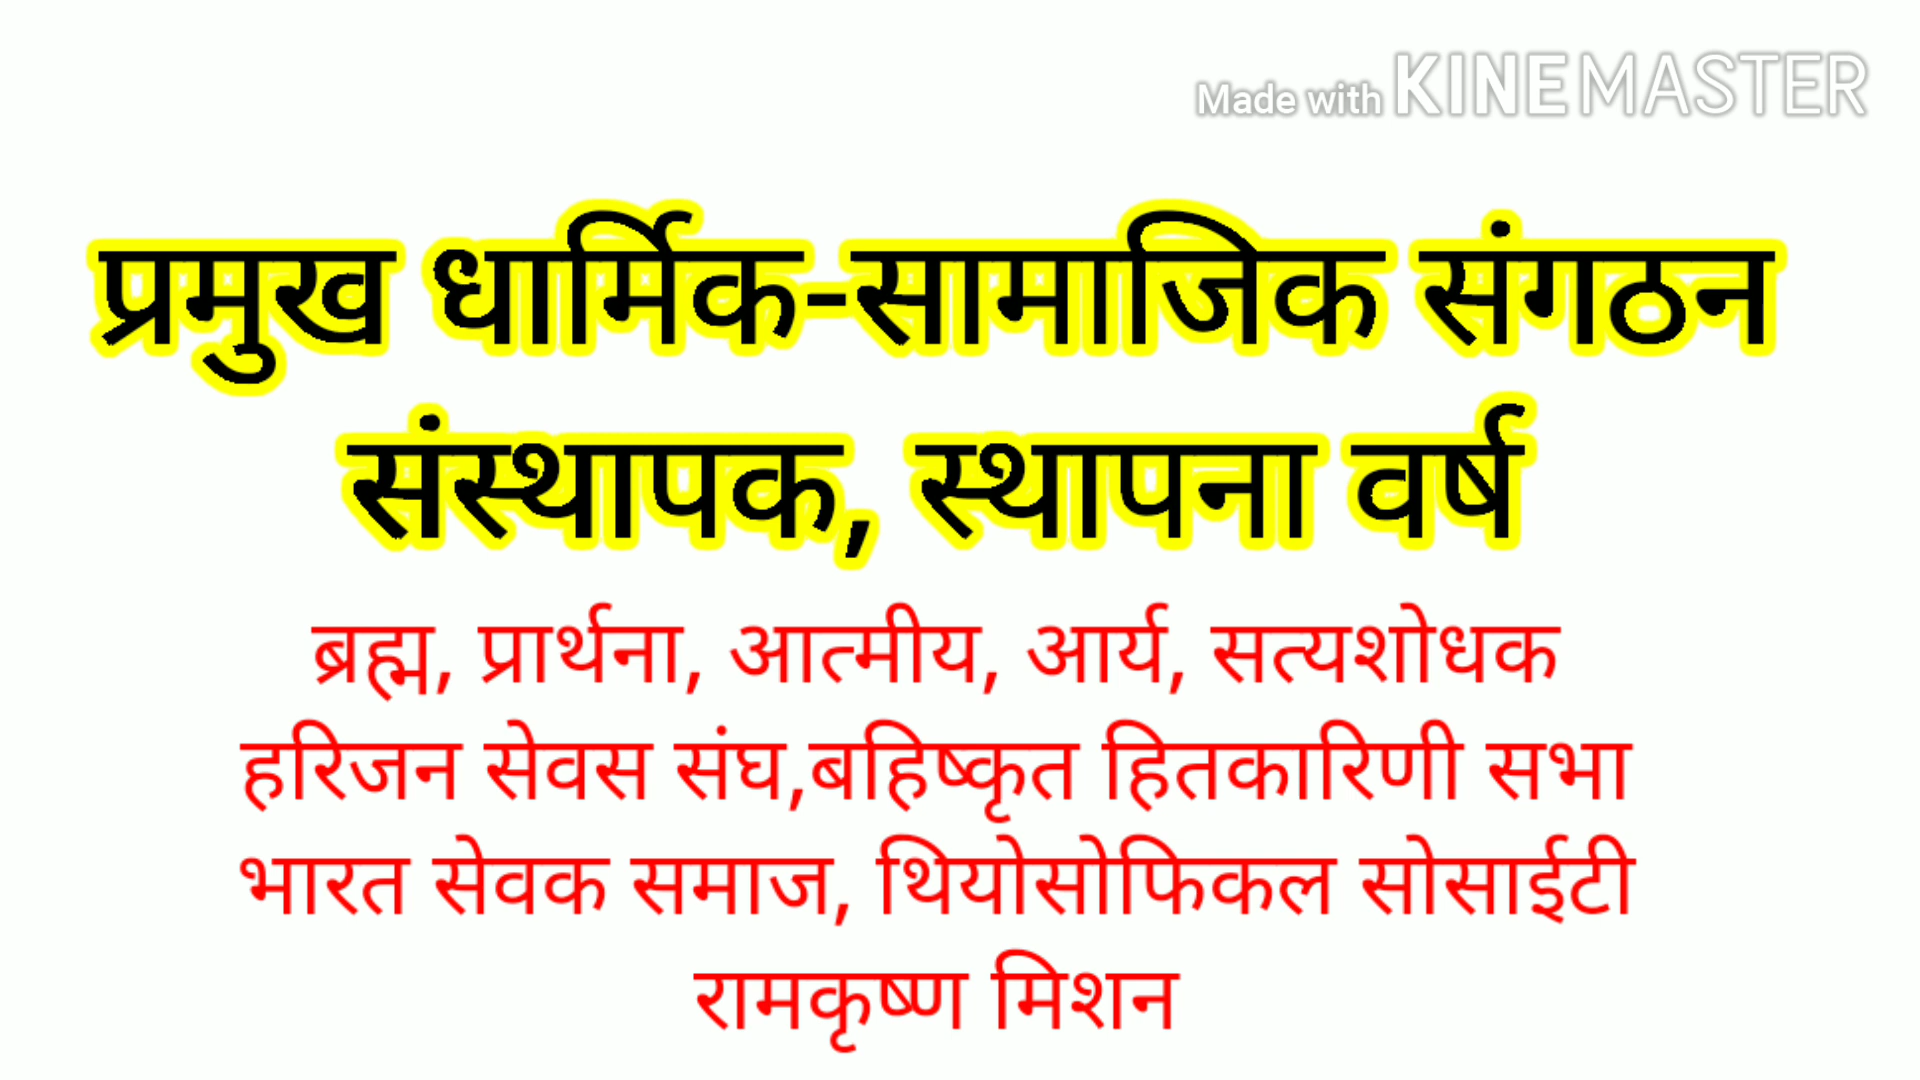 Made with KINEMASTER
प्रमुख धार्मिक-सामाजिक संगठन
संस्थापक, स्थापना वर्ष
ब्रह्म, प्रार्थना, आत्मीय, आर्य, सत्यशोधक
हरिजन सेवस संघ,बहिष्कृत हितकारिणी सभा
भारत सेवक समाज, थियोसोफिकल सोसाईटी
रामकृष्ण मिशन